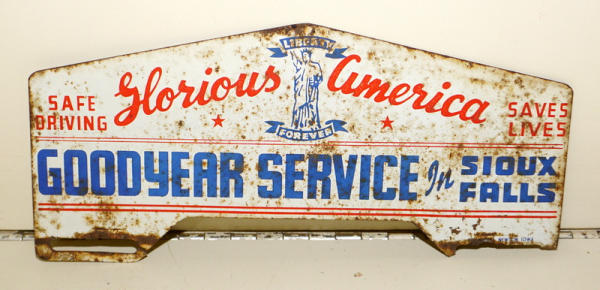 LIBERTY
Glorious America
FOREVER
SAFE
DRIVING
SAVES
LIVES
GOODYEAR SERVICE In SIOUX
FALLS